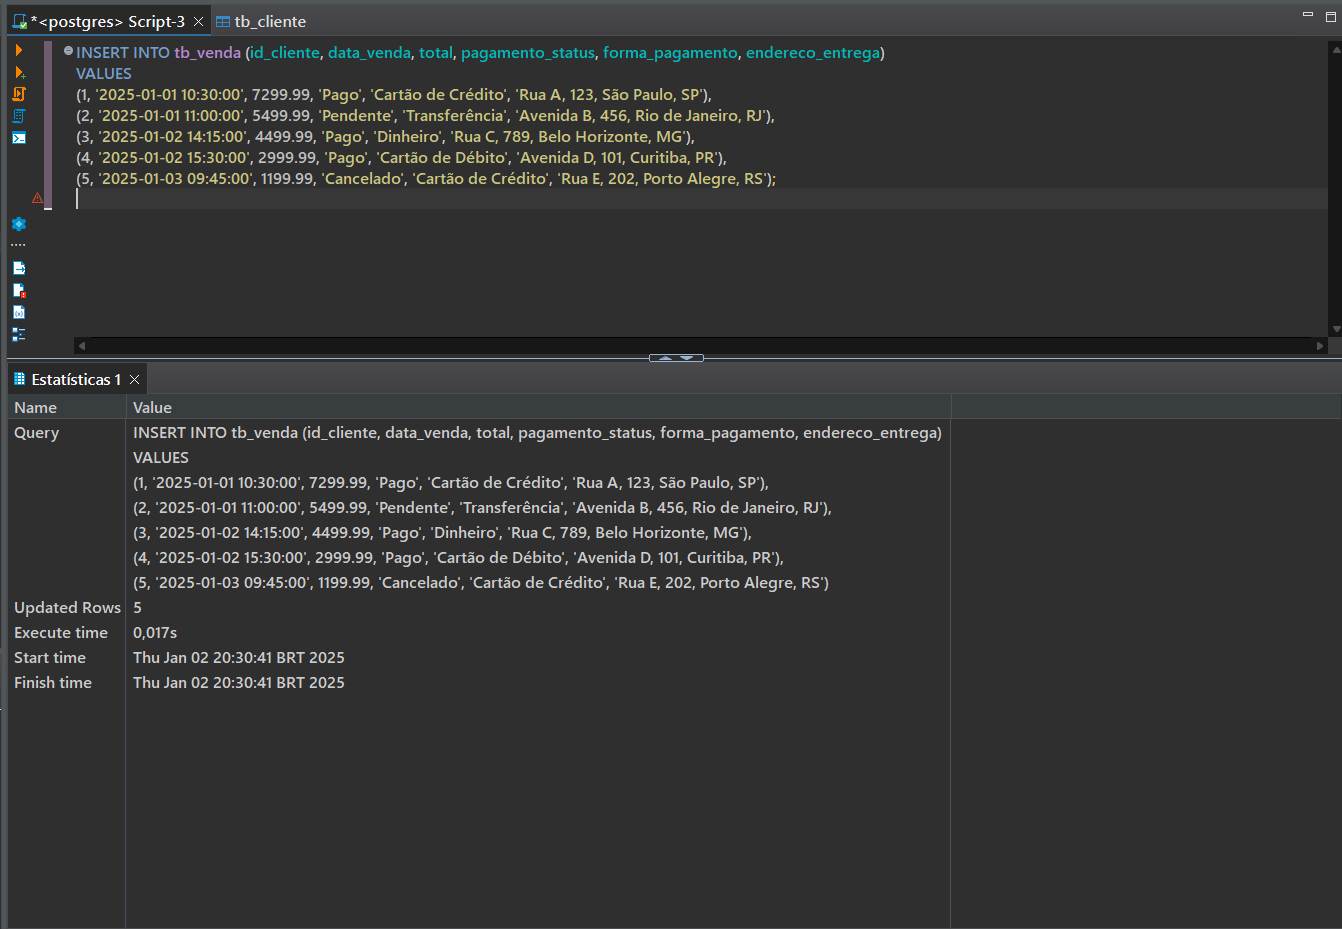 *<postgres> Script-3
tb_cliente
INSERT INTO tb_venda (id_cliente, data_venda, total, pagamento_status, forma_pagamento, endereco_entrega)
VALUES
(1, '2025-01-01 10:30:00', 7299.99, 'Pago', 'Cartão de Crédito', 'Rua A, 123, São Paulo, SP'),
(2, '2025-01-01 11:00:00', 5499.99, 'Pendente', 'Transferência', 'Avenida B, 456, Rio de Janeiro, RJ'),
(3, '2025-01-02 14:15:00', 4499.99, 'Pago', 'Dinheiro', 'Rua C, 789, Belo Horizonte, MG'),
(4, '2025-01-02 15:30:00', 2999.99, 'Pago', 'Cartão de Débito', 'Avenida D, 101, Curitiba, PR'),
(5, '2025-01-03 09:45:00', 1199.99, 'Cancelado', 'Cartão de Crédito', 'Rua E, 202, Porto Alegre, RS');
Estatísticas 1
Name Value
Query INSERT INTO tb_venda (id_cliente, data_venda, total, pagamento_status, forma_pagamento, endereco_entrega)
VALUES
(1, '2025-01-01 10:30:00', 7299.99, 'Pago', 'Cartão de Crédito', 'Rua A, 123, São Paulo, SP'),
(2, '2025-01-01 11:00:00', 5499.99, 'Pendente', 'Transferência', 'Avenida B, 456, Rio de Janeiro, RJ'),
(3, '2025-01-02 14:15:00', 4499.99, 'Pago', 'Dinheiro', 'Rua C, 789, Belo Horizonte, MG'),
(4, '2025-01-02 15:30:00', 2999.99, 'Pago', 'Cartão de Débito', 'Avenida D, 101, Curitiba, PR'),
(5, '2025-01-03 09:45:00', 1199.99, 'Cancelado', 'Cartão de Crédito', 'Rua E, 202, Porto Alegre, RS')
Updated Rows 5
Execute time 0,017s
Start time Thu Jan 02 20:30:41 BRT 2025
Finish time Thu Jan 02 20:30:41 BRT 2025